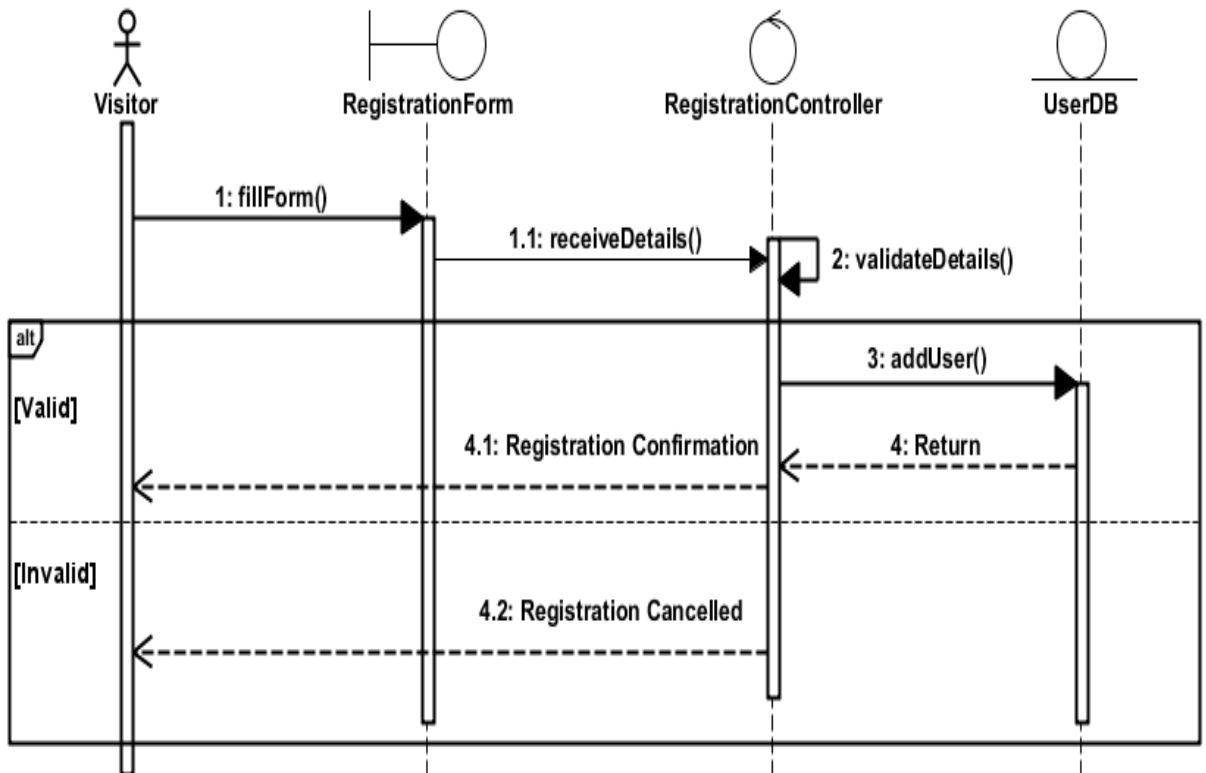 Visitor
RegistrationForm
RegistrationController
UserDB
1: fillForm()
1.1: receiveDetails()
2: validateDetails()
alt
3: addUser()
[Valid]
4.1: Registration Confirmation
4: Return
[Invalid]
4.2: Registration Cancelled